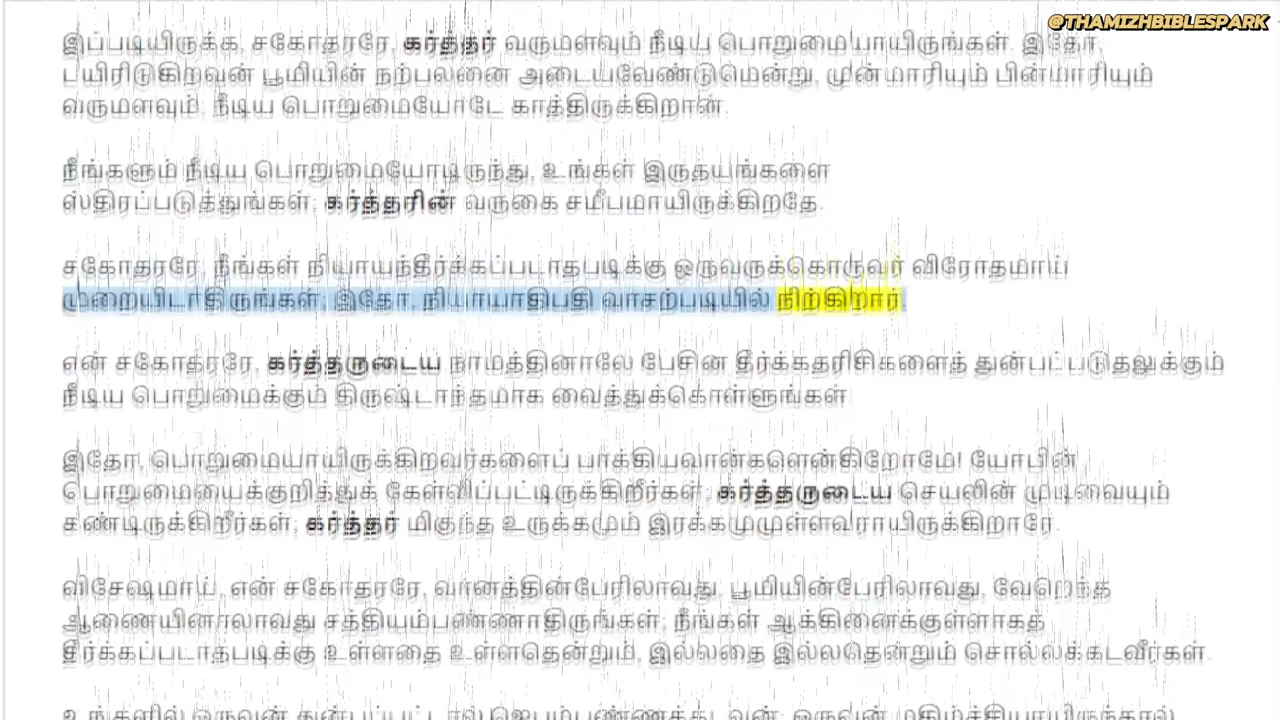 @THAMIZHBIBLESPARK
இப்படியிருக்க, சகோதரரே, கர்த்தர் வருமளவும் நீடிய பொறுமையாயிருங்கள். இதோ,
பயிரிடுகிறவன் பூமியின் நற்பலனை அடையவேண்டுமென்று, முன்மாரியும் பின்மாரியும்
வருமளவும், நீடிய பொறுமையோடே காத்திருக்கிறான்.
நீங்களும் நீடிய பொறுமையோடிருந்து, உங்கள் இருதயங்களை
ஸ்திரப்படுத்துங்கள்; கர்த்தரின் வருகை சமீபமாயிருக்கிறதே.
சகோதரரே, நீங்கள் நியாயந்தீர்க்கப்படாதபடிக்கு ஒருவருக்கொருவர் விரோதமாய்
முறையிடாதிருங்கள்; இதோ, நியாயாதிபதி வாசற்படியில் நிற்கிறார்.
என் சகோதரரே, கர்த்தருடைய நாமத்தினாலே பேசின தீர்க்கதரிசிகளைத் துன்பப்படுதலுக்கும்
நீடிய பொறுமைக்கும் திருஷ்டாந்தமாக வைத்துக்கொள்ளுங்கள்.
இதோ, பொறுமையாயிருக்கிறவர்களைப் பாக்கியவான்களென்கிறோமே! யோபின்
பொறுமையைக்குறித்துக் கேள்விப்பட்டிருக்கிறீர்கள்; கர்த்தருடைய செயலின் முடிவையும்
கண்டிருக்கிறீர்கள்; கர்த்தர் மிகுந்த உருக்கமும் இரக்கமுமுள்ளவராயிருக்கிறாரே.
விசேஷமாய், என் சகோதரரே, வானத்தின்பேரிலாவது, பூமியின்பேரிலாவது, வேறெந்த
ஆணையினாலாவது சத்தியம்பண்ணாதிருங்கள்; நீங்கள் ஆக்கினைக்குள்ளாகத்
தீர்க்கப்படாதபடிக்கு உள்ளதை உள்ளதென்றும், இல்லதை இல்லதென்றும் சொல்லக்கடவீர்கள்.